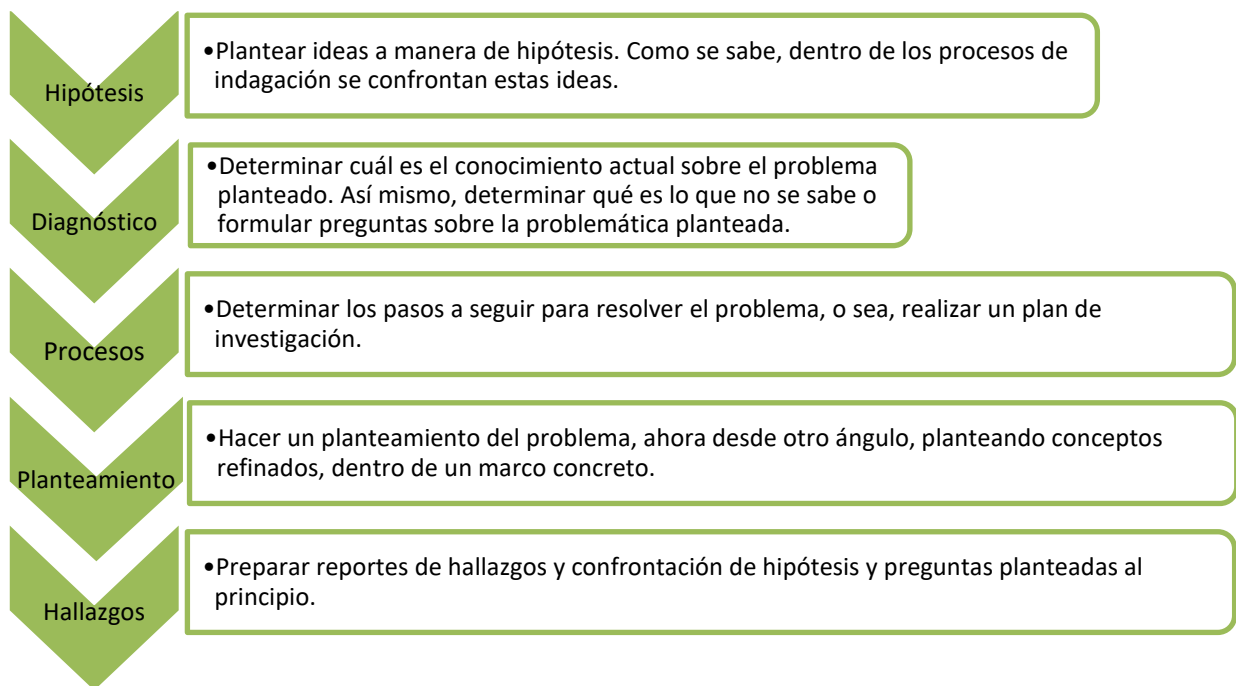 Hipótesis
•Plantear ideas a manera de hipótesis. Como se sabe, dentro de los procesos de
indagación se confrontan estas ideas.
Diagnóstico
•Determinar cuál es el conocimiento actual sobre el problema
planteado. Así mismo, determinar qué es lo que no se sabe o
formular preguntas sobre la problemática planteada.
Procesos
•Determinar los pasos a seguir para resolver el problema, o sea, realizar un plan de
investigación.
Planteamiento
•Hacer un planteamiento del problema, ahora desde otro ángulo, planteando conceptos
refinados, dentro de un marco concreto.
Hallazgos
•Preparar reportes de hallazgos y confrontación de hipótesis y preguntas planteadas al
principio.